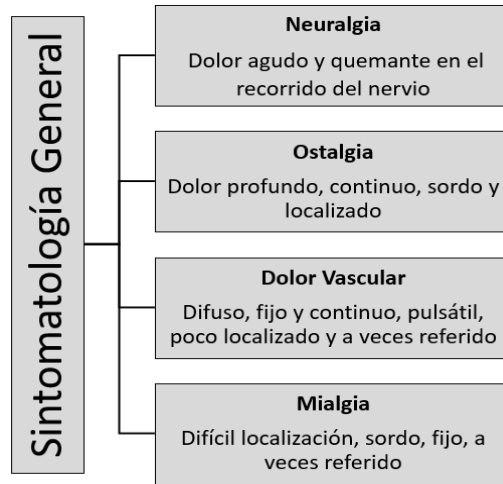 Sintomatología General
Neuralgia
Dolor agudo y quemante en el
recorrido del nervio
Ostalgia
Dolor profundo, continuo, sordo y
localizado
Dolor Vascular
Difuso, fijo y continuo, pulsátil,
poco localizado y a veces referido
Mialgia
Difícil localización, sordo, fijo, a
veces referido